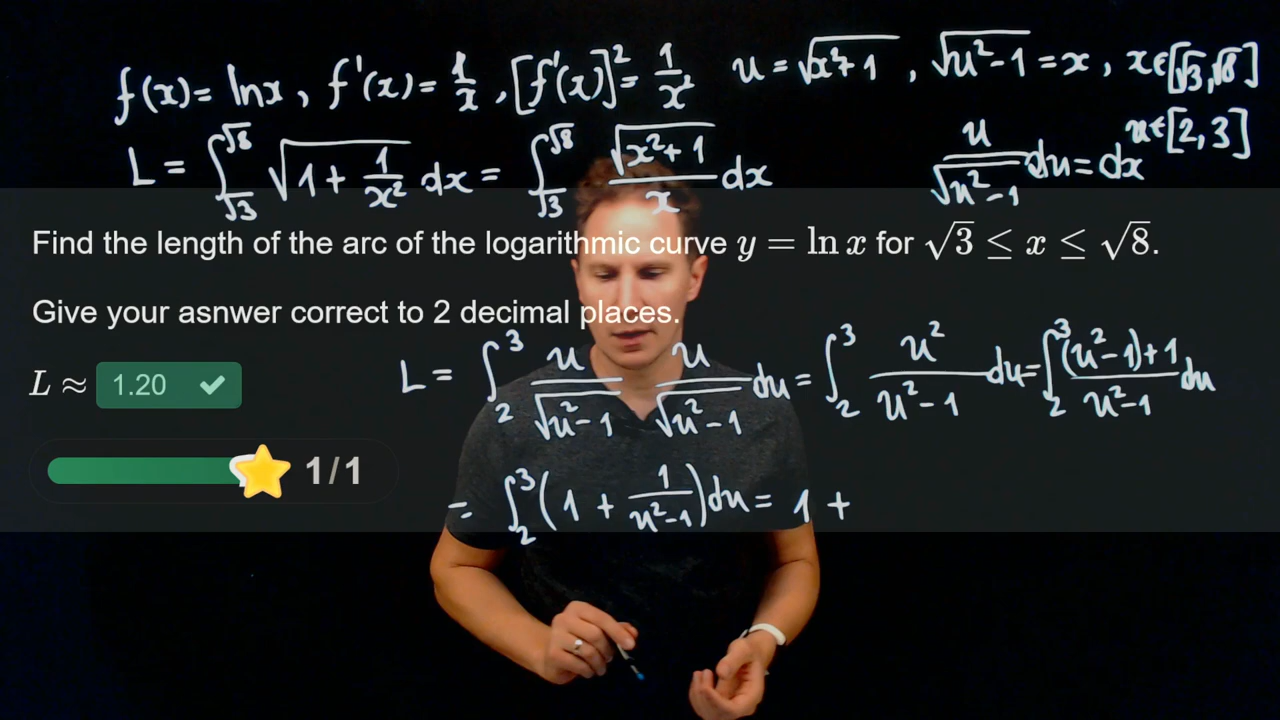 f(x) = ln x, f'(x) = 1/x, [f'(x)]² = 1/x² u = √(x²+1), √(u²-1) = x, x ∈ [√3, √8]
u ∈ [2, 3]
L = ∫_√3^√8 √(1 + 1/x²) dx = ∫_√3^√8 √(x²+1)/x dx u/√(u²-1) du = dx
Find the length of the arc of the logarithmic curve y = ln x for √3 ≤ x ≤ √8.
Give your asnwer correct to 2 decimal places.
L ≈ 1.20 ✔
L = ∫_2^3 u/√(u²-1) u/√(u²-1) du = ∫_2^3 u²/(u²-1) du = ∫_2^3 ((u²-1)+1)/(u²-1) du
1/1
= ∫_2^3 (1 + 1/(u²-1)) du = 1 +